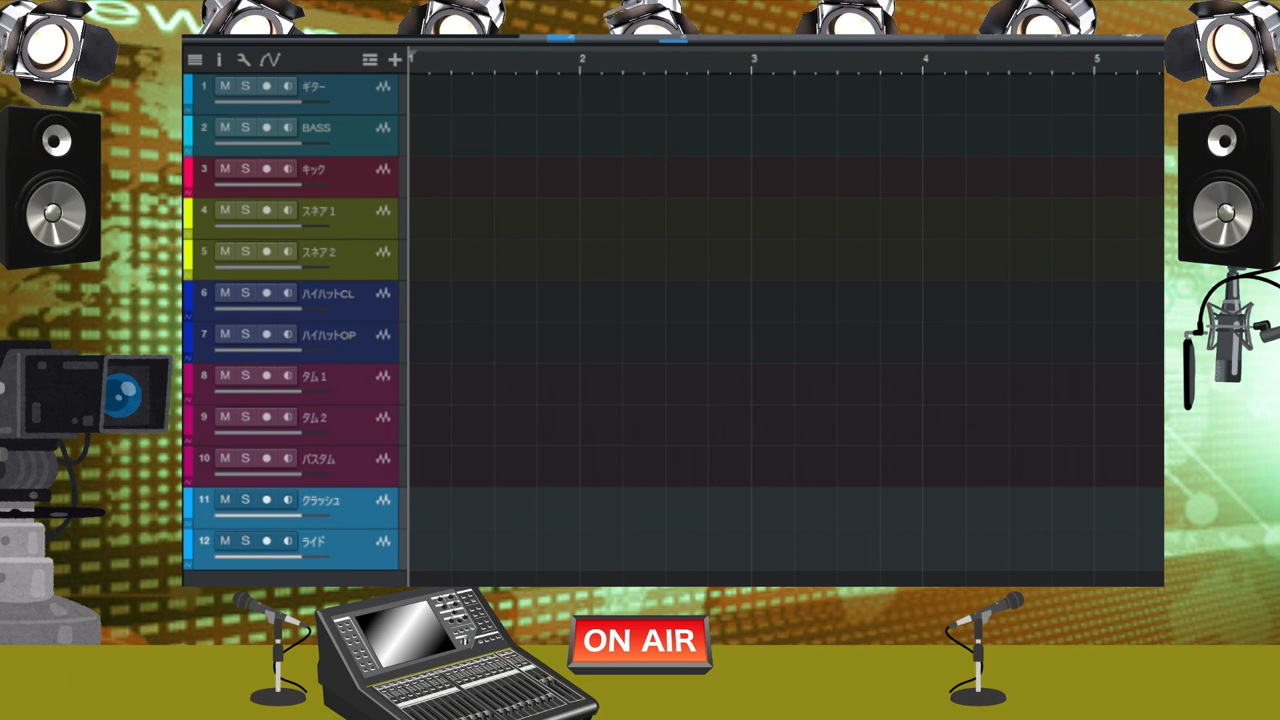 ew
1 2 3 4 5
1 M S ギター
2 M S BASS
3 M S キック
4 M S スネア1
5 M S スネア2
6 M S ハイハットCL
7 M S ハイハットOP
8 M S タム1
9 M S タム2
10 M S バスタム
11 M S クラッシュ
12 M S ライド
ON AIR